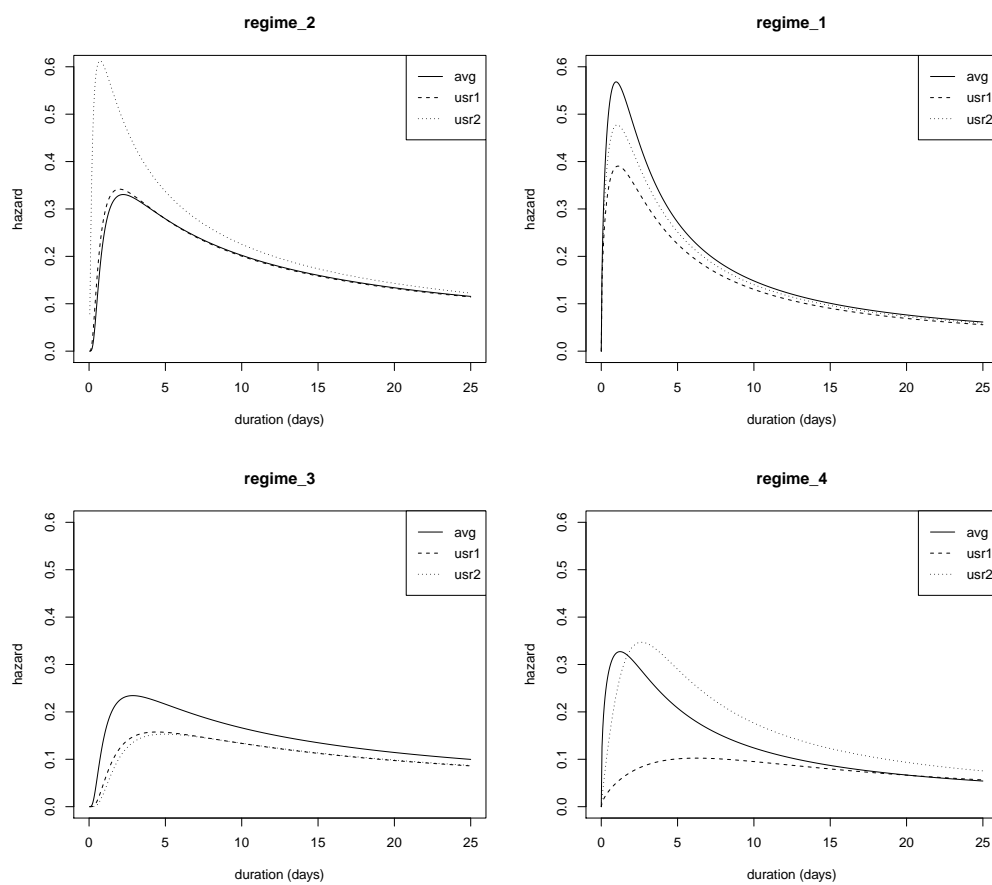 regime_2
hazard
0.0 0.1 0.2 0.3 0.4 0.5 0.6
avg
usr1
usr2
0 5 10 15 20 25
duration (days)
regime_1
hazard
0.0 0.1 0.2 0.3 0.4 0.5 0.6
avg
usr1
usr2
0 5 10 15 20 25
duration (days)
regime_3
hazard
0.0 0.1 0.2 0.3 0.4 0.5 0.6
avg
usr1
usr2
0 5 10 15 20 25
duration (days)
regime_4
hazard
0.0 0.1 0.2 0.3 0.4 0.5 0.6
avg
usr1
usr2
0 5 10 15 20 25
duration (days)